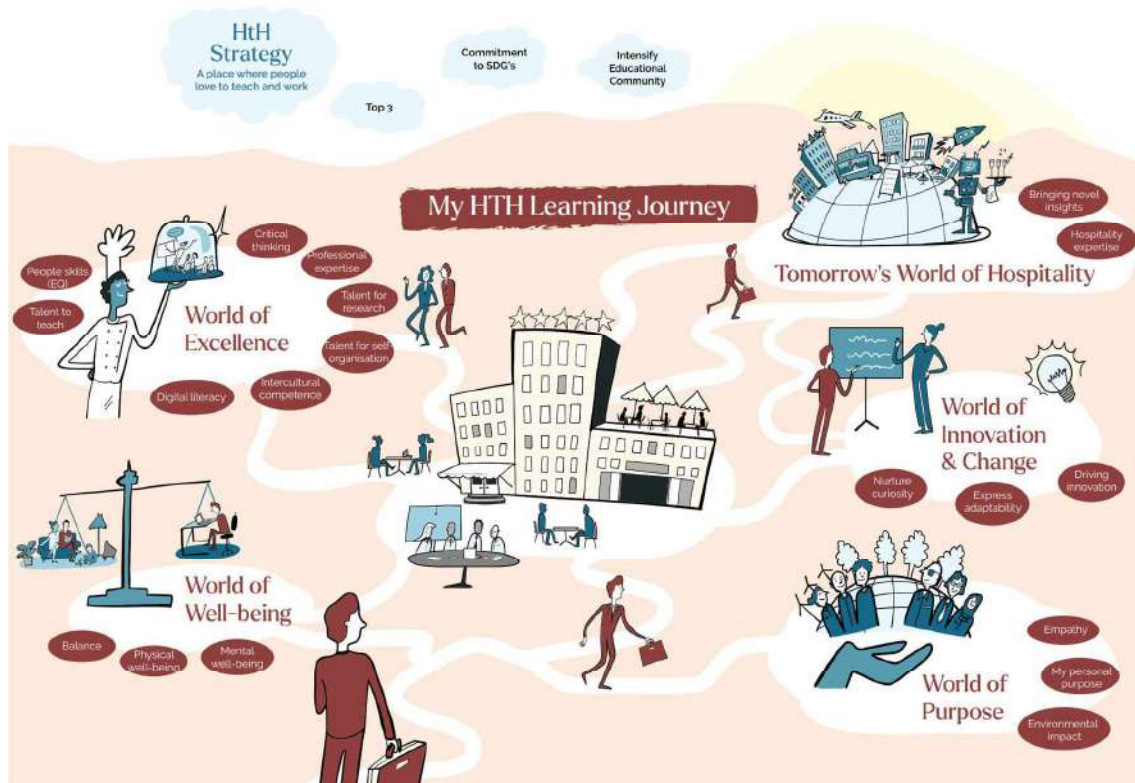 HtH
Strategy
A place where people
love to teach and work
Top 3
Commitment
to SDG's
Intensify
Educational
Community
My HTH Learning Journey
Bringing novel
insights
Hospitality
expertise
Tomorrow's World of Hospitality
Critical
thinking
Professional
expertise
People skills
(EQ)
Talent to
teach
Talent for
research
World of
Excellence
Talent for self
organisation
Intercultural
competence
Digital literacy
World of
Innovation
& Change
Nurture
curiosity
Express
adaptability
Driving
innovation
World of
Well-being
Balance
Physical
well-being
Mental
well-being
World of
Purpose
Empathy
My personal
purpose
Environmental
impact